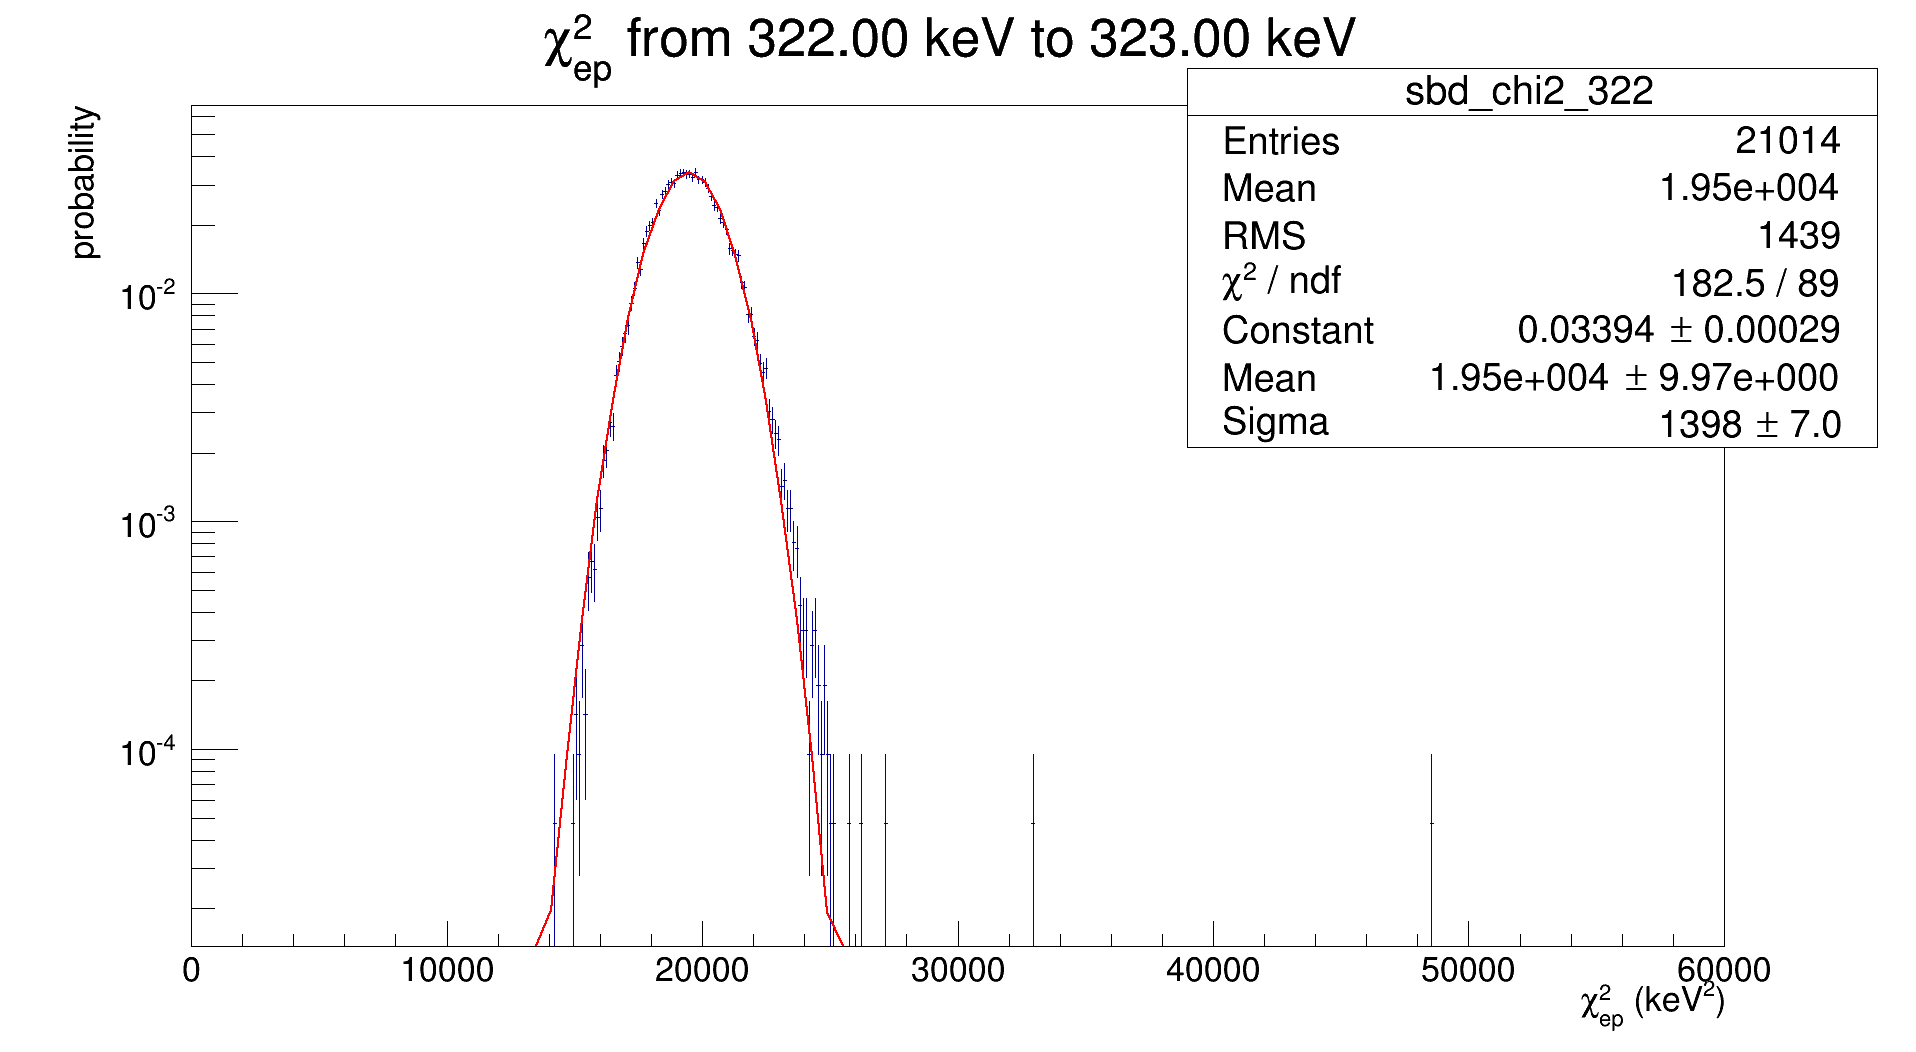 χ²ep from 322.00 keV to 323.00 keV
sbd_chi2_322
Entries 21014
Mean 1.95e+004
RMS 1439
χ² / ndf 182.5 / 89
Constant 0.03394 ± 0.00029
Mean 1.95e+004 ± 9.97e+000
Sigma 1398 ± 7.0
probability
10⁻²
10⁻³
10⁻⁴
0 10000 20000 30000 40000 50000 60000
χ²ep (keV²)